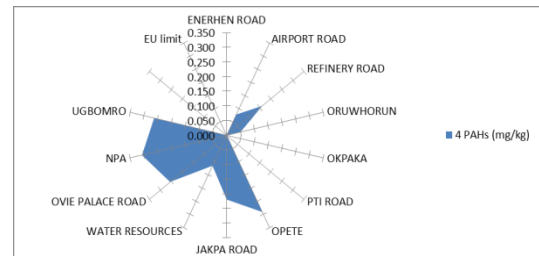 ENERHEN ROAD
0.350
0.300
0.250
0.200
0.150
0.100
0.050
0.000
EU limit
AIRPORT ROAD
REFINERY ROAD
UGBOMRO
ORUWHORUN
4 PAHs (mg/kg)
NPA
OKPAKA
OVIE PALACE ROAD
PTI ROAD
WATER RESOURCES
OPETE
JAKPA ROAD